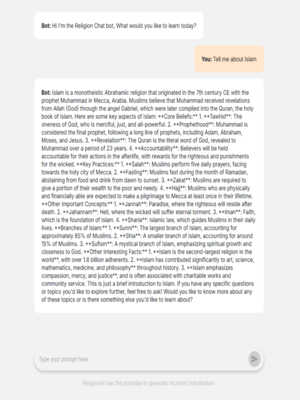 Bot: Hi I'm the Religion Chat bot, What would you like to learn today?
You: Tell me about Islam
Bot: Islam is a monotheistic Abrahamic religion that originated in the 7th century CE with the
prophet Muhammad in Mecca, Arabia. Muslims believe that Muhammad received revelations
from Allah (God) through the angel Gabriel, which were later compiled into the Quran, the holy
book of Islam. Here are some key aspects of Islam: **Core Beliefs:** 1. *Tawhid**: The
oneness of God, who is merciful, just, and all-powerful. 2. **Prophethood**: Muhammad is
considered the final prophet, following a long line of prophets, including Adam, Abraham,
Moses, and Jesus. 3. **Revelation**: The Quran is the literal word of God, revealed to
Muhammad over a period of 23 years. 4. **Accountability**: Believers will be held
accountable for their actions in the afterlife, with rewards for the righteous and punishments
for the wicked. **Key Practices:** 1. **Salah**: Muslims perform five daily prayers, facing
towards the holy city of Mecca. 2. **Fasting**: Muslims fast during the month of Ramadan,
abstaining from food and drink from dawn to sunset. 3. **Zakat**: Muslims are required to
give a portion of their wealth to the poor and needy. 4. **Hajj**: Muslims who are physically
and financially able are expected to make a pilgrimage to Mecca at least once in their lifetime.
**Other Important Concepts:** 1. **Jannah**: Paradise, where the righteous will reside after
death. 2. **Jahannam**: Hell, where the wicked will suffer eternal torment. 3. **Iman**: Faith,
which is the foundation of Islam. 4. **Sharia**: Islamic law, which guides Muslims in their daily
lives. **Branches of Islam:** 1. **Sunni**: The largest branch of Islam, accounting for
approximately 85% of Muslims. 2. **Shia**: A smaller branch of Islam, accounting for around
15% of Muslims. 3. **Sufism**: A mystical branch of Islam, emphasizing spiritual growth and
closeness to God. **Other Interesting Facts:** 1. **Islam is the second-largest religion in the
world**, with over 1.8 billion adherents. 2. **Islam has contributed significantly to art, science,
mathematics, medicine, and philosophy** throughout history. 3. **Islam emphasizes
compassion, mercy, and justice**, and is often associated with charitable works and
community service. This is just a brief introduction to Islam. If you have any specific questions
or topics you'd like to explore further, feel free to ask! Would you like to know more about any
of these topics or is there something else you'd like to learn about?
Type your prompt here...
ReligionAI has the potential to generate incorrect information